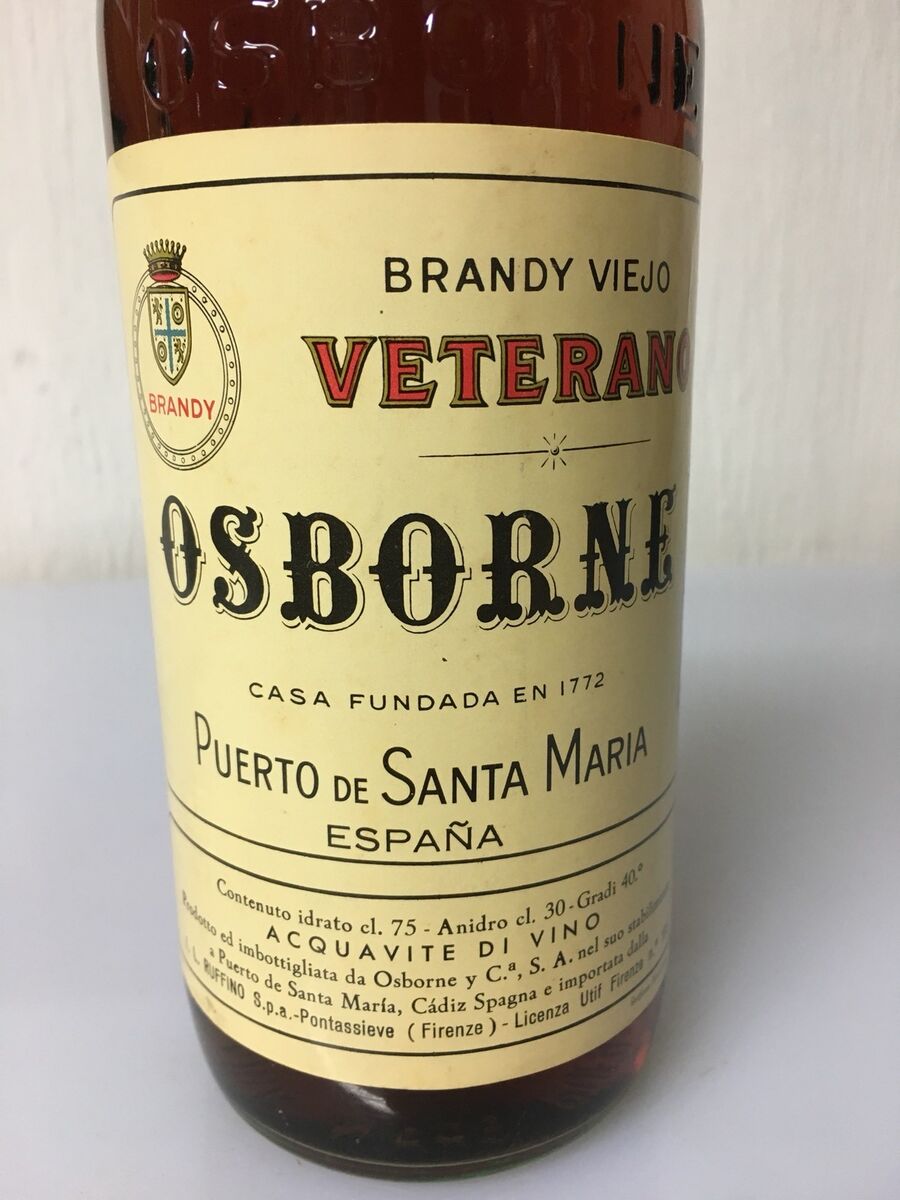 BRANDY VIEJO
VETERANO
BRANDY
OSBORNE
CASA FUNDADA EN 1772
PUERTO DE SANTA MARIA
ESPAÑA
Contenuto idrato cl. 75 - Anidro cl. 30 - Gradi 40.°
ACQUAVITE DI VINO
Prodotto ed imbottigliata da Osborne y C.ª, S. A. nel suo
a Puerto de Santa María, Cádiz Spagna e importata dalla
I. L. RUFFINO S.p.a.-Pontassieve ( Firenze ) - Licenza Utif Firenze n.°